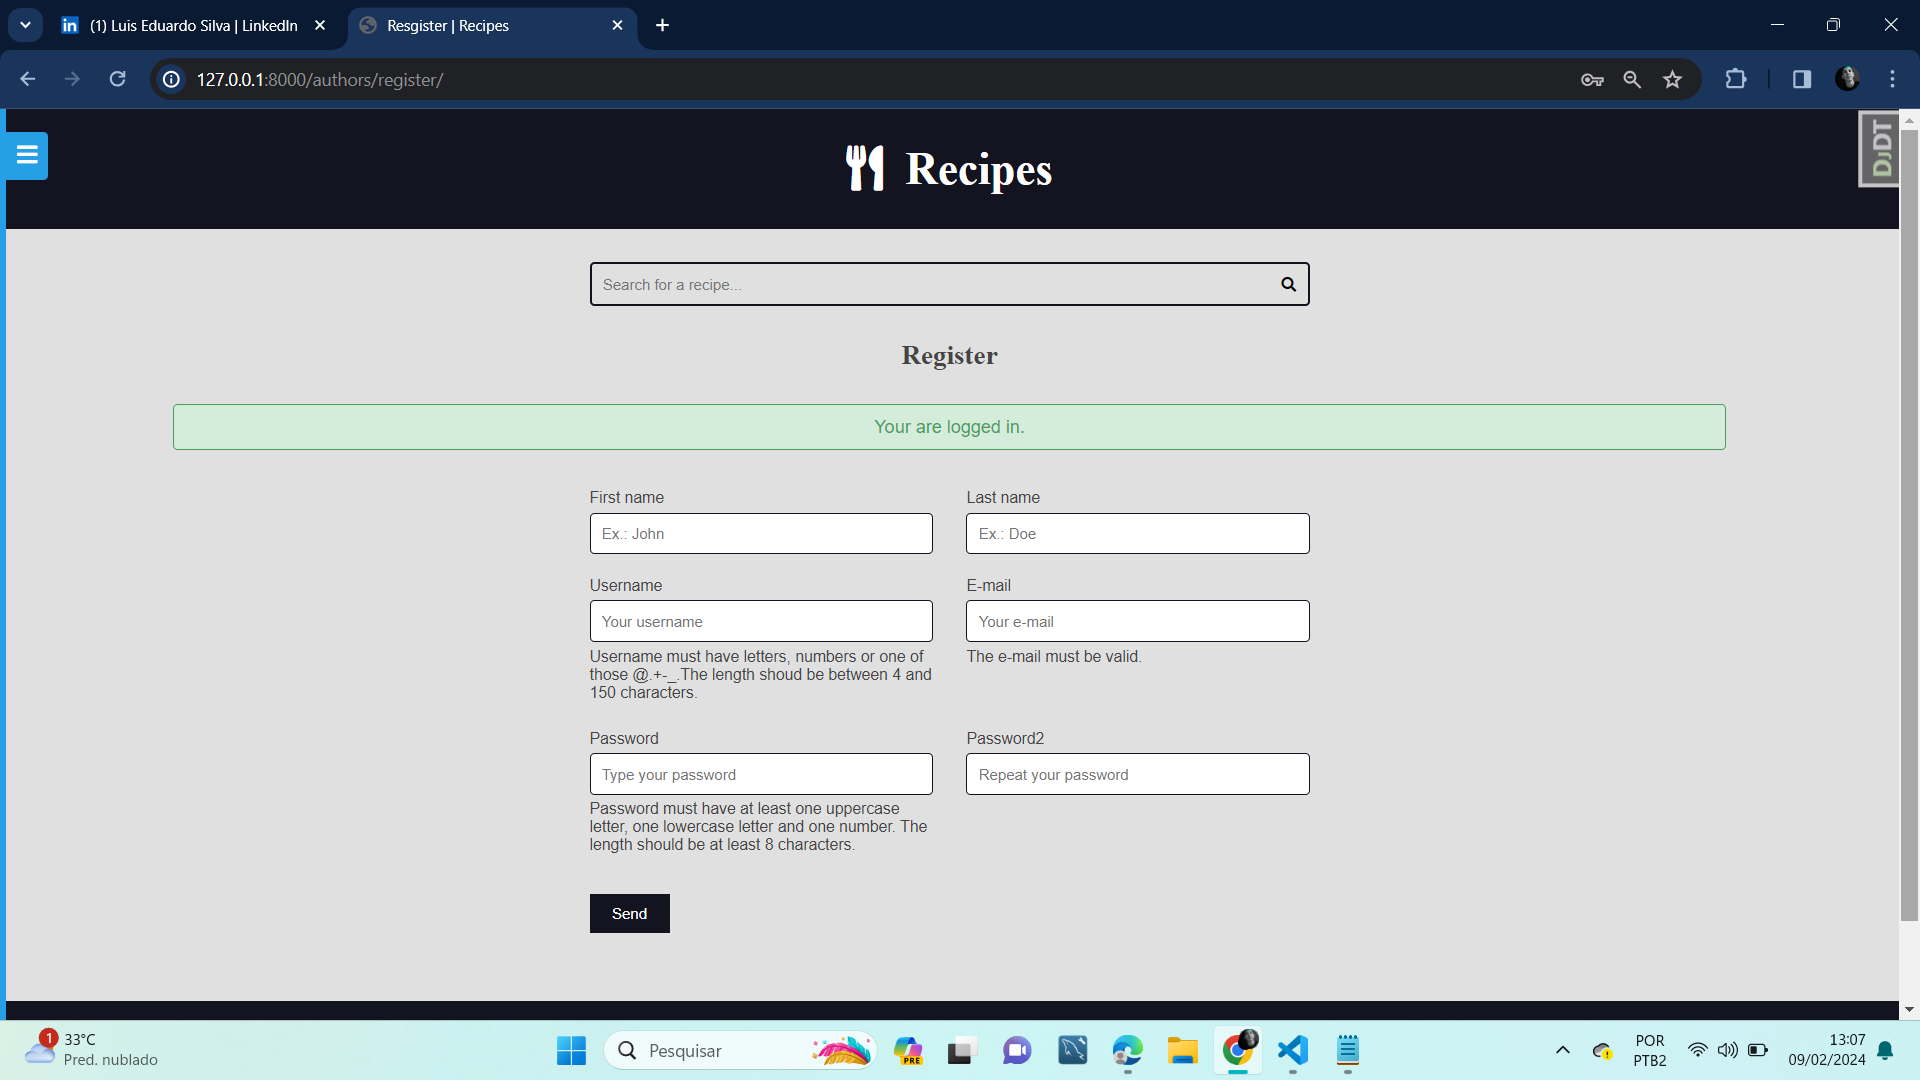 (1) Luis Eduardo Silva | LinkedIn
Resgister | Recipes
127.0.0.1:8000/authors/register/
DJDT
Recipes
Search for a recipe...
Register
Your are logged in.
First name
Last name
Ex.: John
Ex.: Doe
Username
E-mail
Your username
Your e-mail
Username must have letters, numbers or one of
those @.+-_.The length shoud be between 4 and
150 characters.
The e-mail must be valid.
Password
Password2
Type your password
Repeat your password
Password must have at least one uppercase
letter, one lowercase letter and one number. The
length should be at least 8 characters.
Send
1
33°C
Pred. nublado
Pesquisar
PRE
POR
PTB2
13:07
09/02/2024